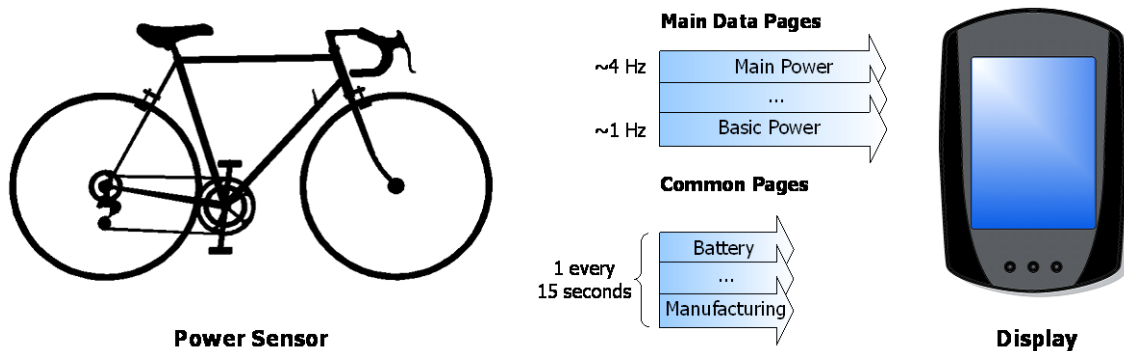 Main Data Pages
~4 Hz
Main Power
...
~1 Hz
Basic Power
Common Pages
1 every
15 seconds
Battery
...
Manufacturing
Power Sensor
Display